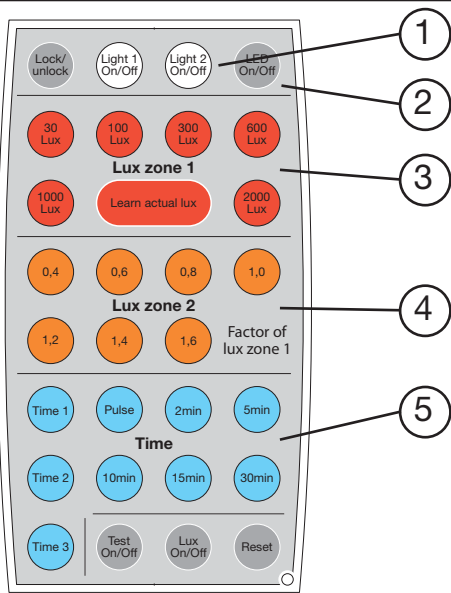 Lock/
unlock
Light 1
On/Off
Light 2
On/Off
LED
On/Off
1
2
30
Lux
100
Lux
300
Lux
600
Lux
Lux zone 1
3
1000
Lux
Learn actual lux
2000
Lux
0,4
0,6
0,8
1,0
Lux zone 2
4
1,2
1,4
1,6
Factor of
lux zone 1
Time 1
Pulse
2min
5min
5
Time
Time 2
10min
15min
30min
Time 3
Test
On/Off
Lux
On/Off
Reset